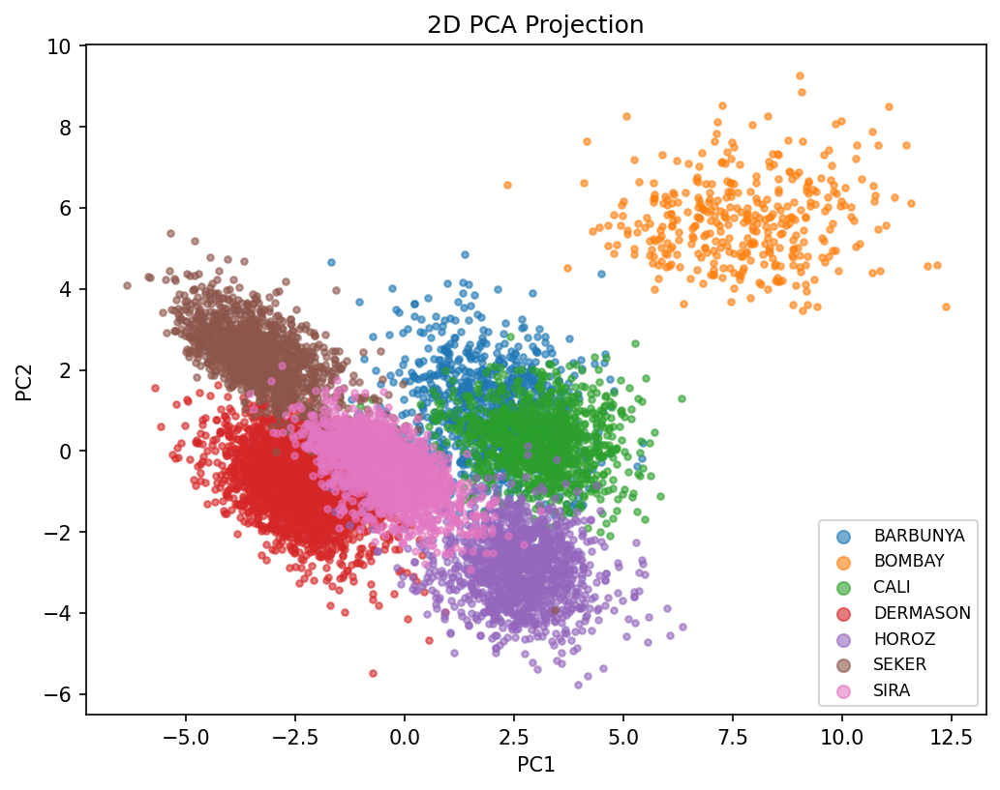 2D PCA Projection
10
8
6
4
2
0
−2
−4
−6
PC2
−5.0 −2.5 0.0 2.5 5.0 7.5 10.0 12.5
PC1
BARBUNYA
BOMBAY
CALI
DERMASON
HOROZ
SEKER
SIRA